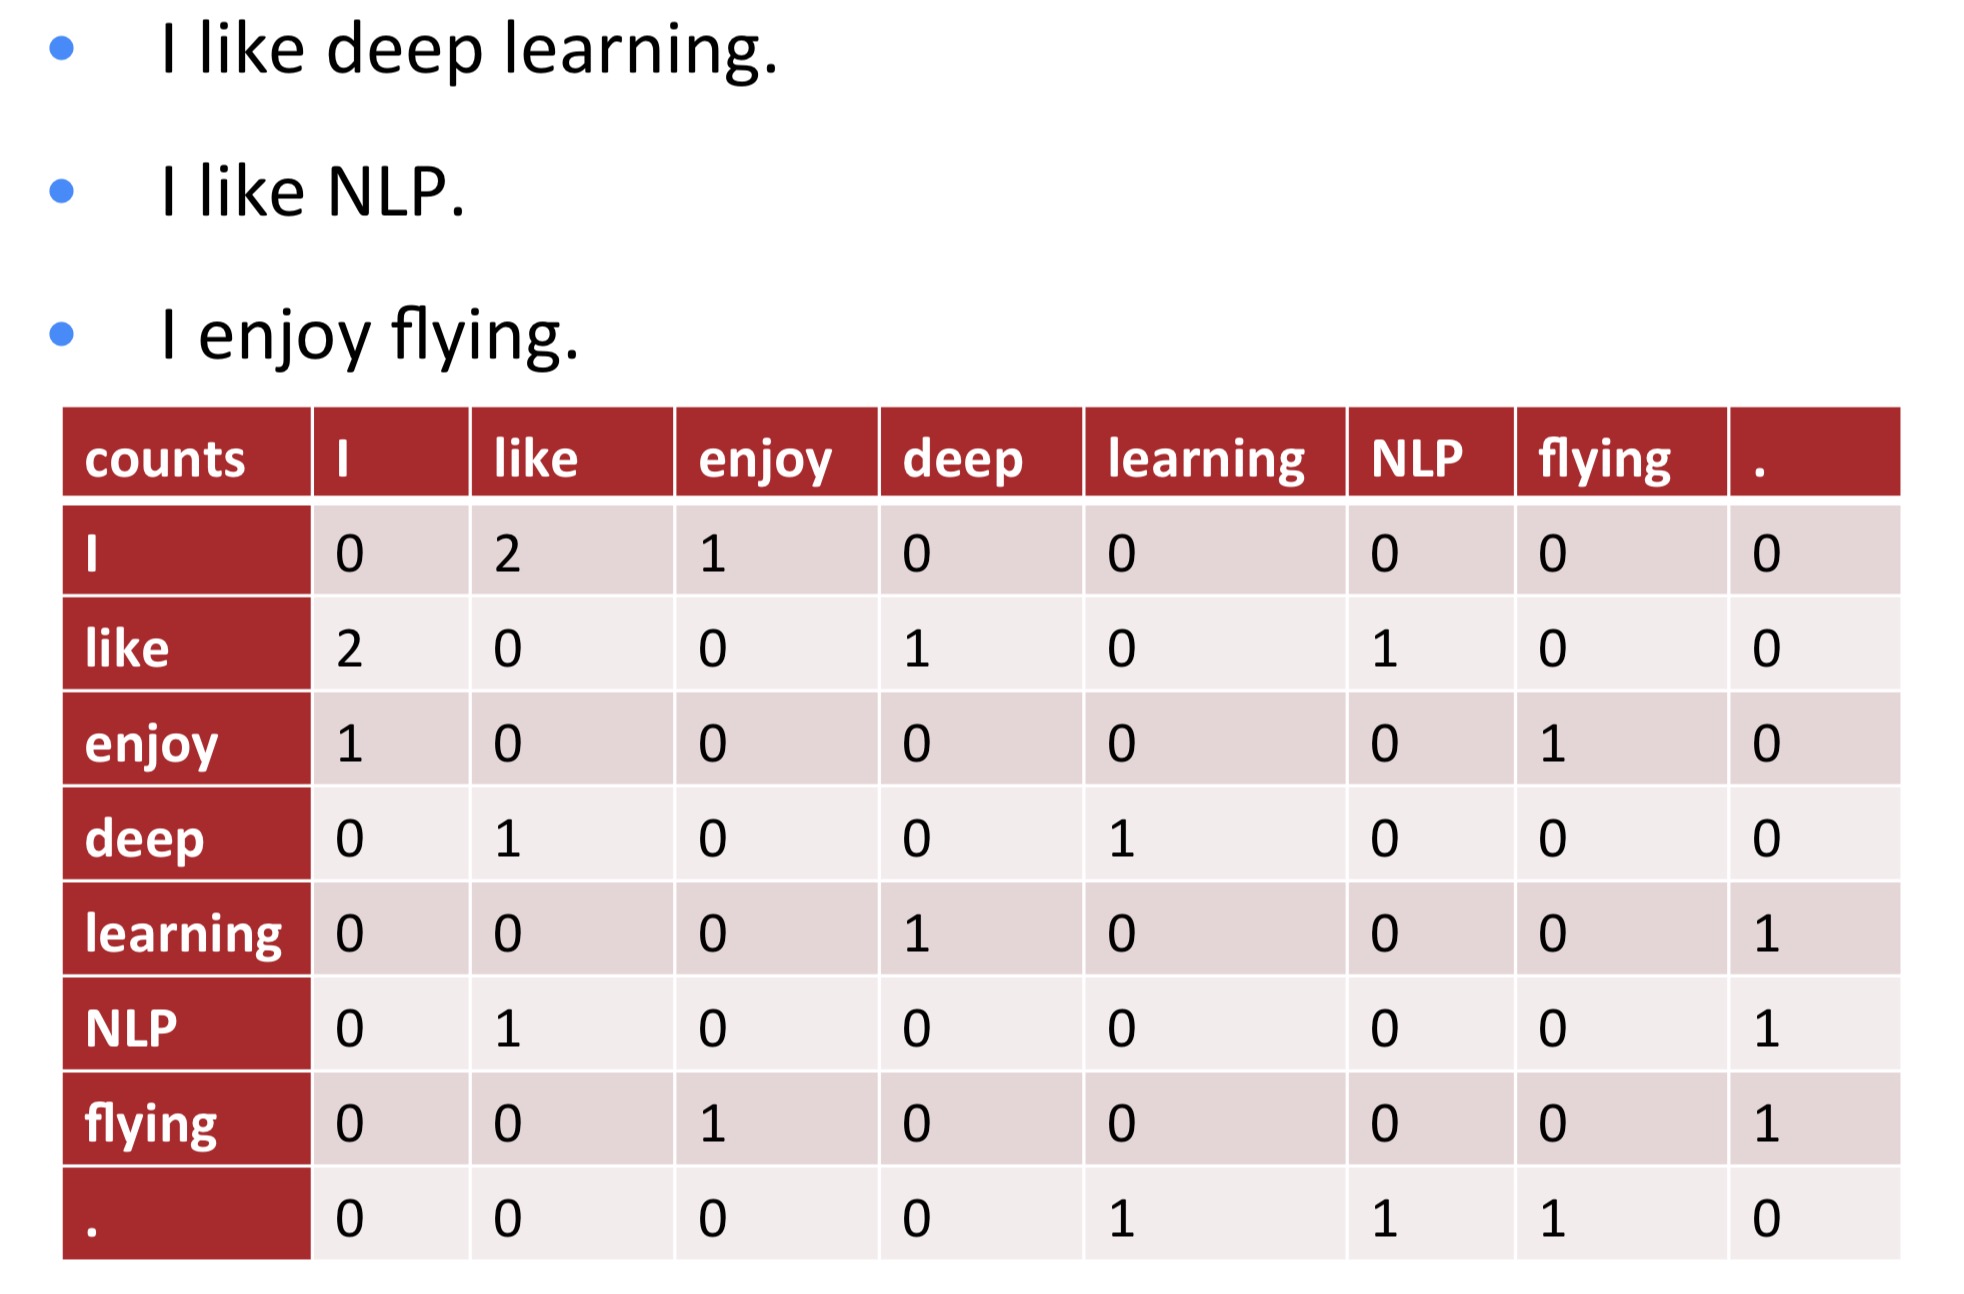 • I like deep learning.
• I like NLP.
• I enjoy flying.
counts I like enjoy deep learning NLP flying .
I 0 2 1 0 0 0 0 0
like 2 0 0 1 0 1 0 0
enjoy 1 0 0 0 0 0 1 0
deep 0 1 0 0 1 0 0 0
learning 0 0 0 1 0 0 0 1
NLP 0 1 0 0 0 0 0 1
flying 0 0 1 0 0 0 0 1
. 0 0 0 0 1 1 1 0